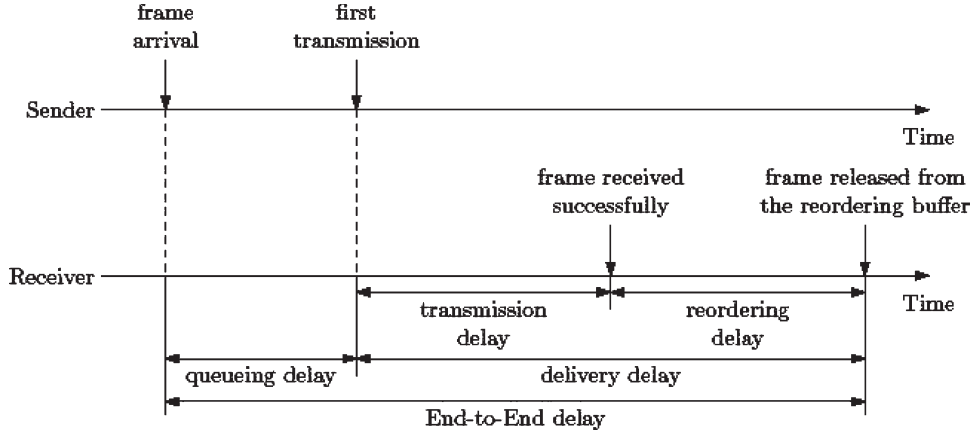 frame
arrival
first
transmission
Sender
Time
frame received
successfully
frame released from
the reordering buffer
Receiver
Time
transmission
delay
reordering
delay
queueing delay
delivery delay
End-to-End delay